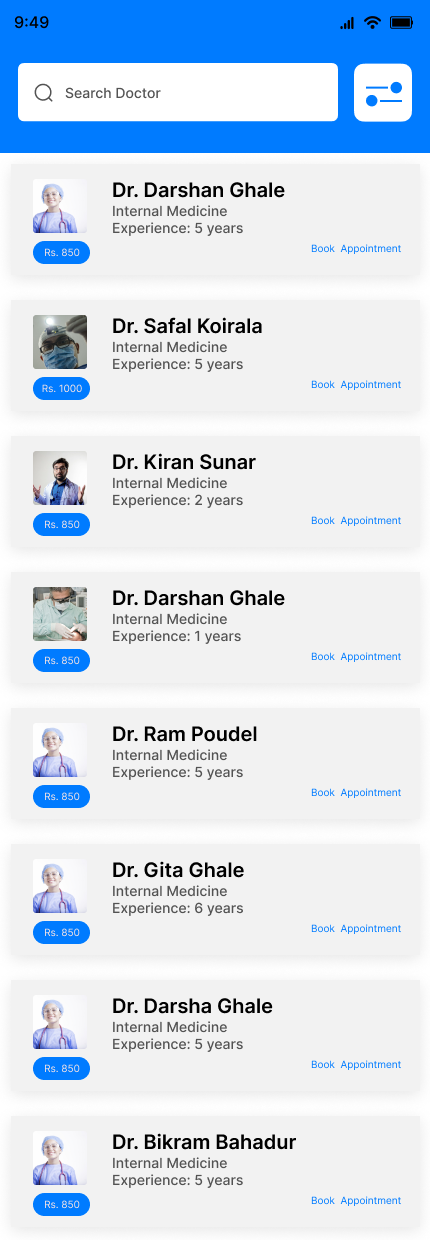 9:49
Search Doctor
Dr. Darshan Ghale
Internal Medicine
Experience: 5 years
Rs. 850
Book Appointment
Dr. Safal Koirala
Internal Medicine
Experience: 5 years
Rs. 1000
Book Appointment
Dr. Kiran Sunar
Internal Medicine
Experience: 2 years
Rs. 850
Book Appointment
Dr. Darshan Ghale
Internal Medicine
Experience: 1 years
Rs. 850
Book Appointment
Dr. Ram Poudel
Internal Medicine
Experience: 5 years
Rs. 850
Book Appointment
Dr. Gita Ghale
Internal Medicine
Experience: 6 years
Rs. 850
Book Appointment
Dr. Darsha Ghale
Internal Medicine
Experience: 5 years
Rs. 850
Book Appointment
Dr. Bikram Bahadur
Internal Medicine
Experience: 5 years
Rs. 850
Book Appointment